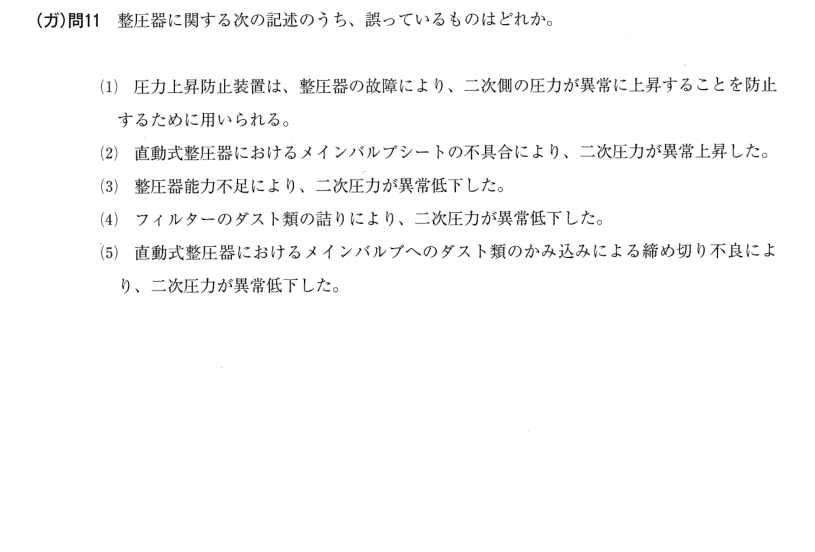 (ガ)問11　整圧器に関する次の記述のうち、誤っているものはどれか。
(1)　圧力上昇防止装置は、整圧器の故障により、二次側の圧力が異常に上昇することを防止
するために用いられる。
(2)　直動式整圧器におけるメインバルブシートの不具合により、二次圧力が異常上昇した。
(3)　整圧器能力不足により、二次圧力が異常低下した。
(4)　フィルターのダスト類の詰りにより、二次圧力が異常低下した。
(5)　直動式整圧器におけるメインバルブへのダスト類のかみ込みによる締め切り不良によ
り、二次圧力が異常低下した。